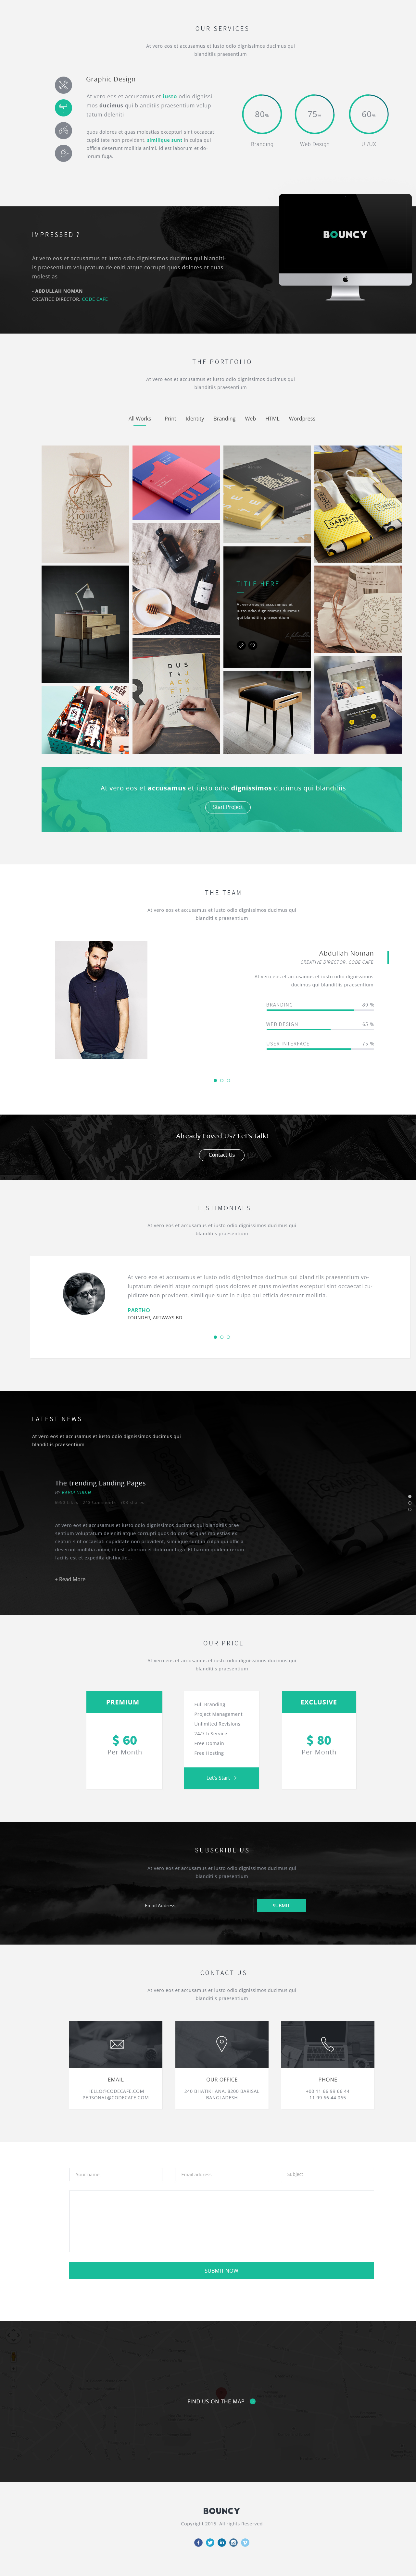 OUR SERVICES
At vero eos et accusamus et iusto odio dignissimos ducimus qui
blanditiis praesentium
Graphic Design
At vero eos et accusamus et iusto odio digniss-
imos ducimus qui blanditiis praesentium volup-
tatum deleniti
quos dolores et quas molestias excepturi sint occaecati
cupiditate non provident, similique sunt in culpa qui
officia deserunt mollitia animi, id est laborum et do-
lorum fuga.
80%
75%
60%
Branding
Web Design
UI/UX
IMPRESSED ?
At vero eos et accusamus et iusto odio dignissimos ducimus qui blanditi-
is praesentium voluptatum deleniti atque corrupti quos dolores et quas
molestias
- ABDULLAH NOMAN
CREATICE DIRECTOR, CODE CAFE
BOUNCY
THE PORTFOLIO
At vero eos et accusamus et iusto odio dignissimos ducimus qui
blanditiis praesentium
All Works
Print
Identity
Branding
Web
HTML
Wordpress
TITLE HERE
At vero eos et accusamus et
iusto odio dignissimos ducimus
qui blanditiis praesentium
At vero eos et accusamus et iusto odio dignissimos ducimus qui blanditiis
Start Project
THE TEAM
At vero eos et accusamus et iusto odio dignissimos ducimus qui
blanditiis praesentium
Abdullah Noman
CREATIVE DIRECTOR, CODE CAFE
At vero eos et accusamus et iusto odio dignissimos
ducimus qui blanditiis praesentium
BRANDING 80 %
WEB DESIGN 65 %
USER INTERFACE 75 %
Already Loved Us? Let's talk!
Contact Us
TESTIMONIALS
At vero eos et accusamus et iusto odio dignissimos ducimus qui
blanditiis praesentium
At vero eos et accusamus et iusto odio dignissimos ducimus qui blanditiis praesentium vo-
luptatum deleniti atque corrupti quos dolores et quas molestias excepturi sint occaecati cu-
piditate non provident, similique sunt in culpa qui officia deserunt mollitia.
PARTHO
FOUNDER, ARTWAYS BD
LATEST NEWS
At vero eos et accusamus et iusto odio dignissimos ducimus qui
blanditiis praesentium
The trending Landing Pages
BY KABIR UDDIN
At vero eos et accusamus et iusto odio dignissimos ducimus qui blanditiis prae-
sentium voluptatum deleniti atque corrupti quos dolores et quas molestias ex-
cepturi sint occaecati cupiditate non provident, similique sunt in culpa qui officia
deserunt mollitia animi, id est laborum et dolorum fuga. Et harum quidem rerum
facilis est et expedita distinctio...
+ Read More
OUR PRICE
At vero eos et accusamus et iusto odio dignissimos ducimus qui
blanditiis praesentium
PREMIUM
$ 60
Per Month
Full Branding
Project Management
Unlimited Revisions
24/7 h Service
Free Domain
Free Hosting
Let's Start >
EXCLUSIVE
$ 80
Per Month
SUBSCRIBE US
At vero eos et accusamus et iusto odio dignissimos ducimus qui
blanditiis praesentium
Email Address
SUBMIT
CONTACT US
At vero eos et accusamus et iusto odio dignissimos ducimus qui
blanditiis praesentium
EMAIL
HELLO@CODECAFE.COM
PERSONAL@CODECAFE.COM
OUR OFFICE
240 BHATIKHANA, 8200 BARISAL
BANGLADESH
PHONE
+00 11 66 99 66 44
11 99 66 44 060
Your name
Email address
Subject
SUBMIT NOW
FIND US ON THE MAP
BOUNCY
Copyright 2015, All rights Reserved